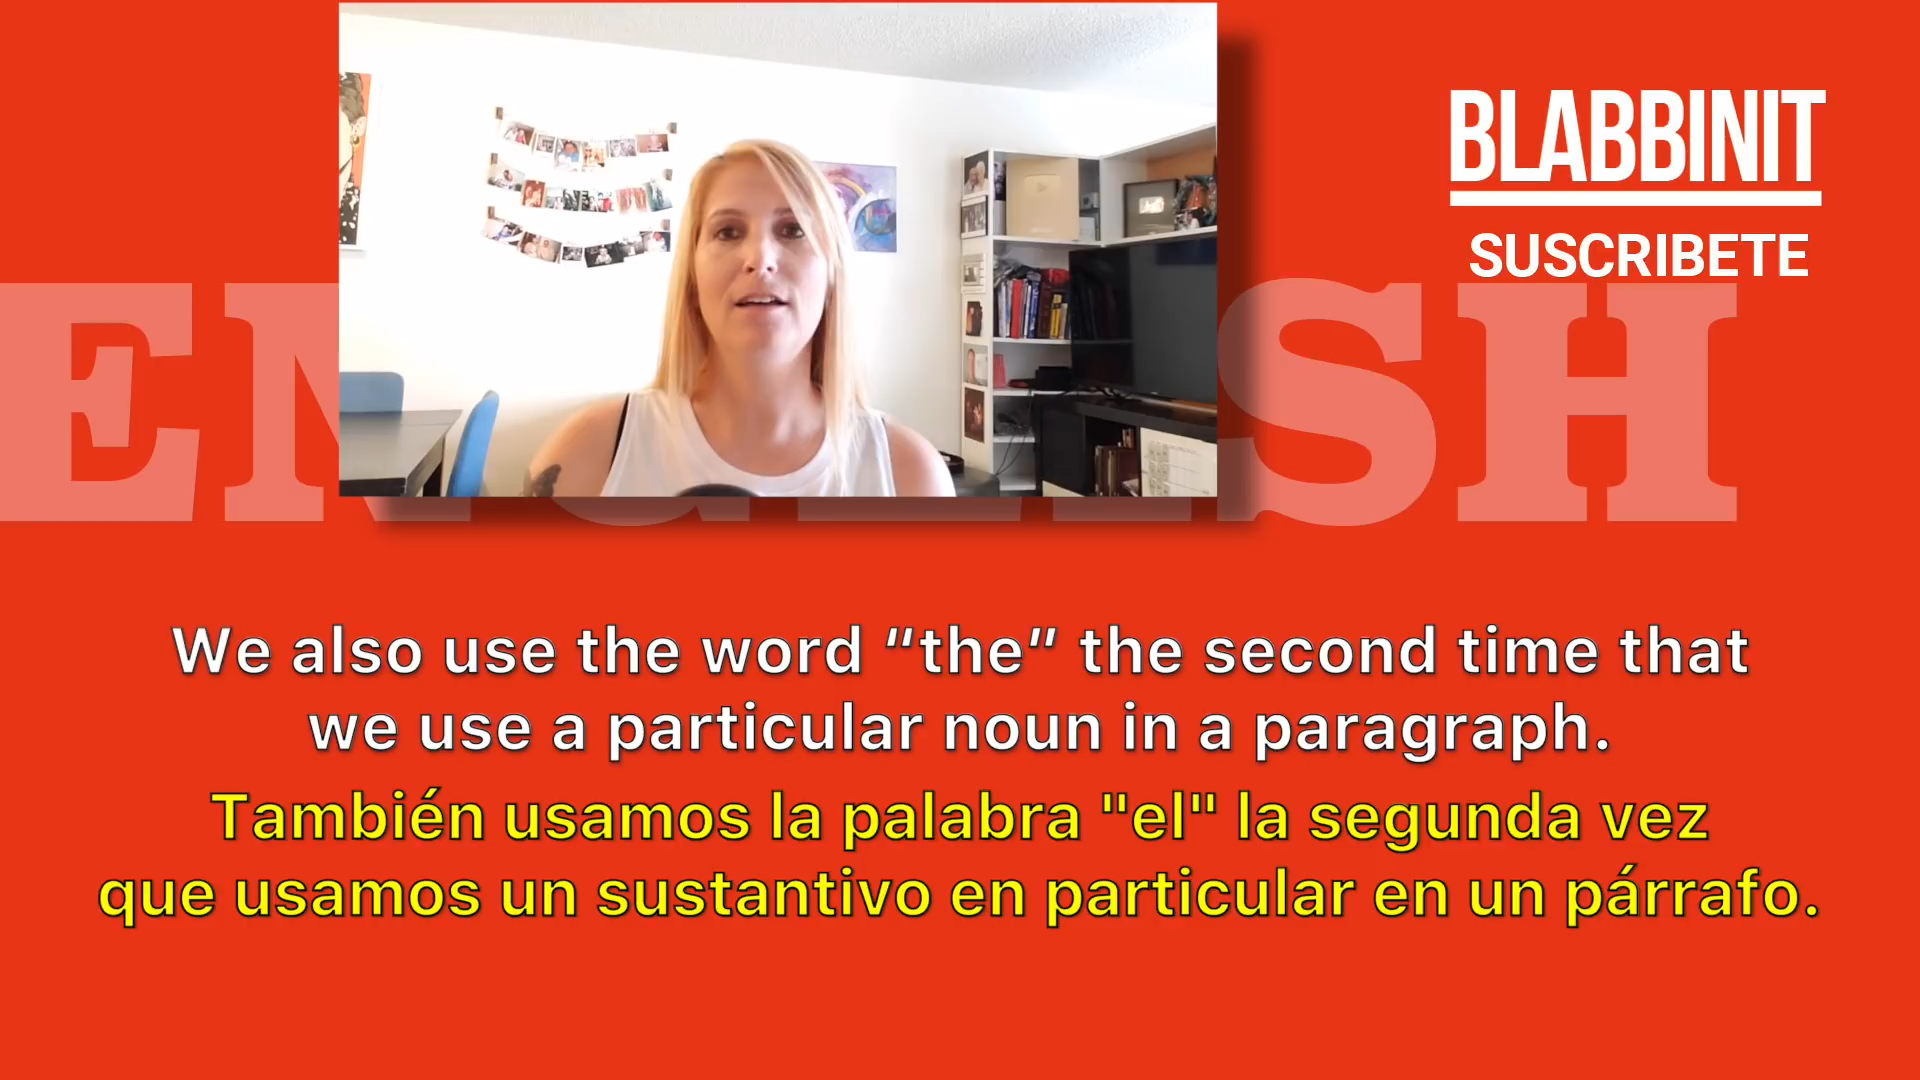 BLABBINIT
SUSCRIBETE
ENGLISH
We also use the word “the” the second time that
we use a particular noun in a paragraph.
También usamos la palabra "el" la segunda vez
que usamos un sustantivo en particular en un párrafo.